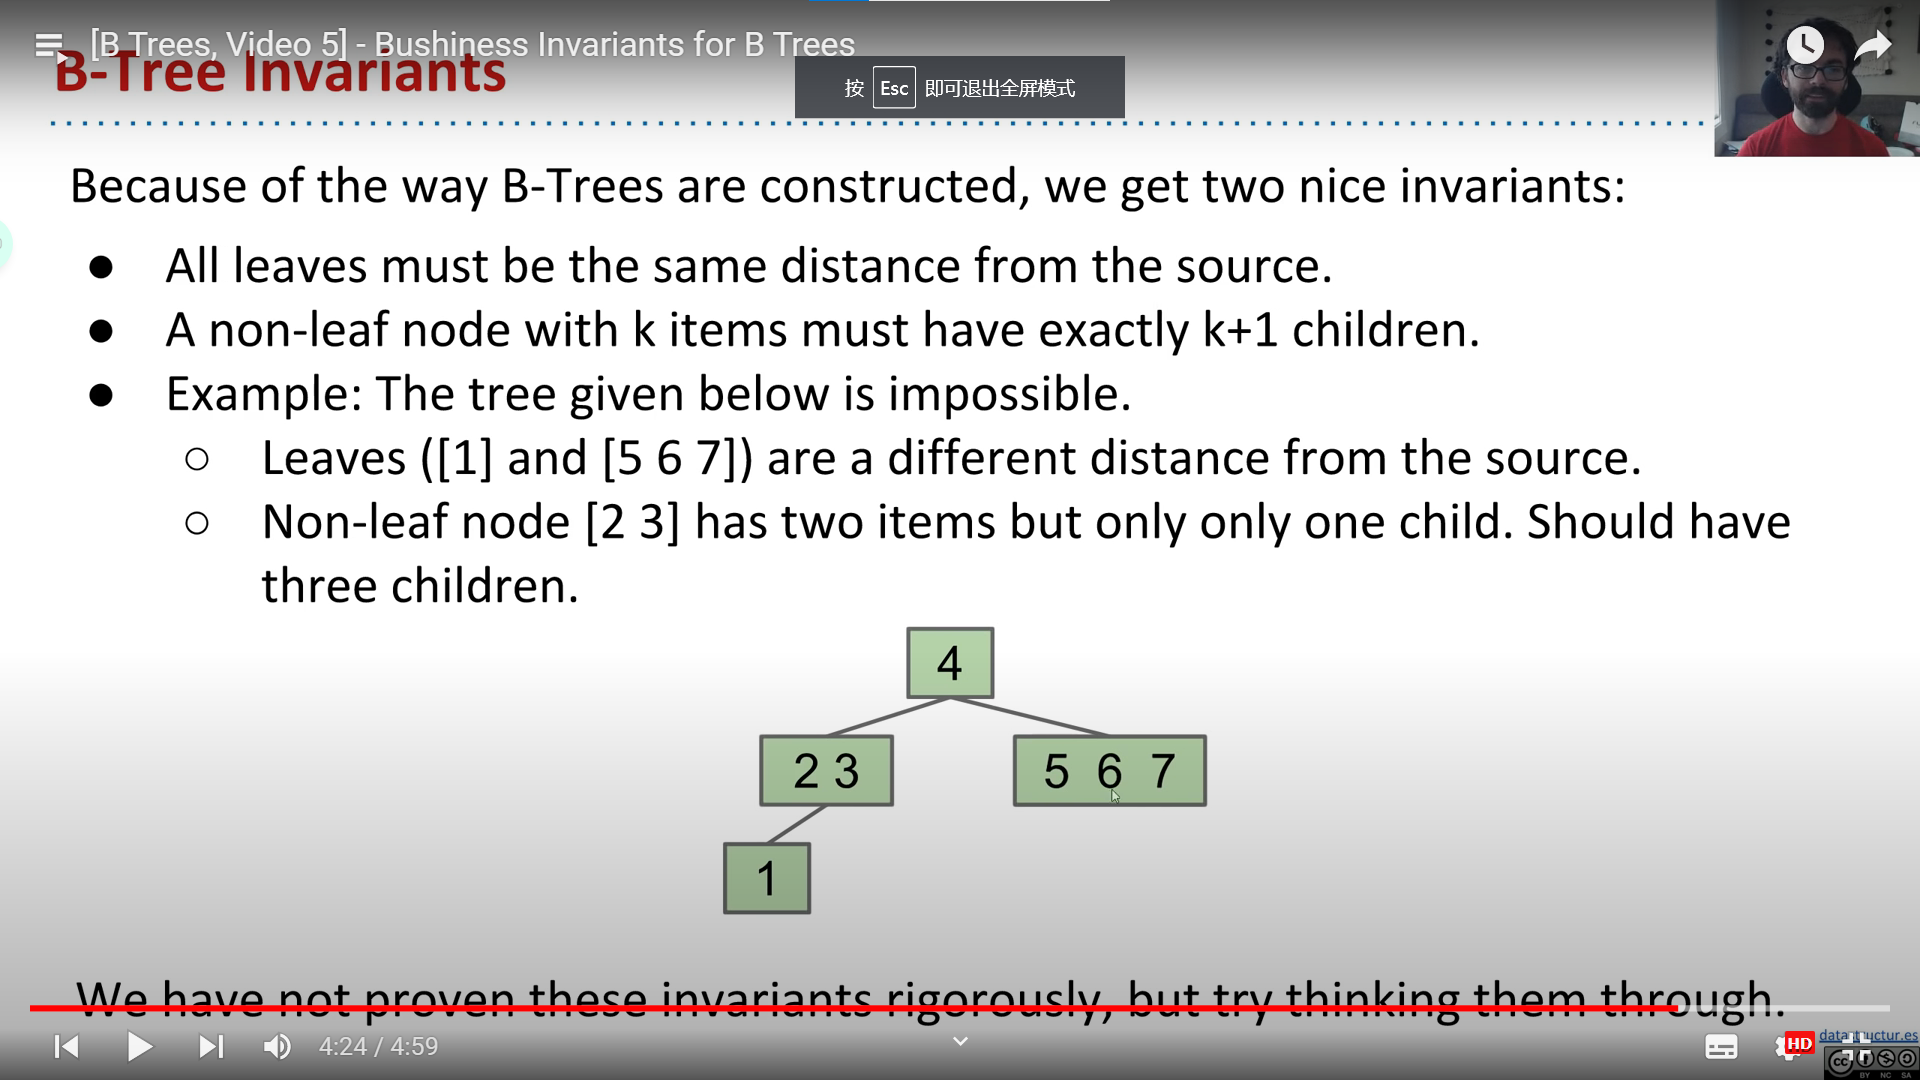 [B Trees, Video 5] - Bushiness Invariants for B Trees
B-Tree Invariants
按 Esc 即可退出全屏模式
Because of the way B-Trees are constructed, we get two nice invariants:
● All leaves must be the same distance from the source.
● A non-leaf node with k items must have exactly k+1 children.
● Example: The tree given below is impossible.
○ Leaves ([1] and [5 6 7]) are a different distance from the source.
○ Non-leaf node [2 3] has two items but only only one child. Should have
three children.
4
2 3
5 6 7
1
We have not proven these invariants rigorously, but try thinking them through.
4:24 / 4:59
HD
datastructur.es
cc
BY NC SA